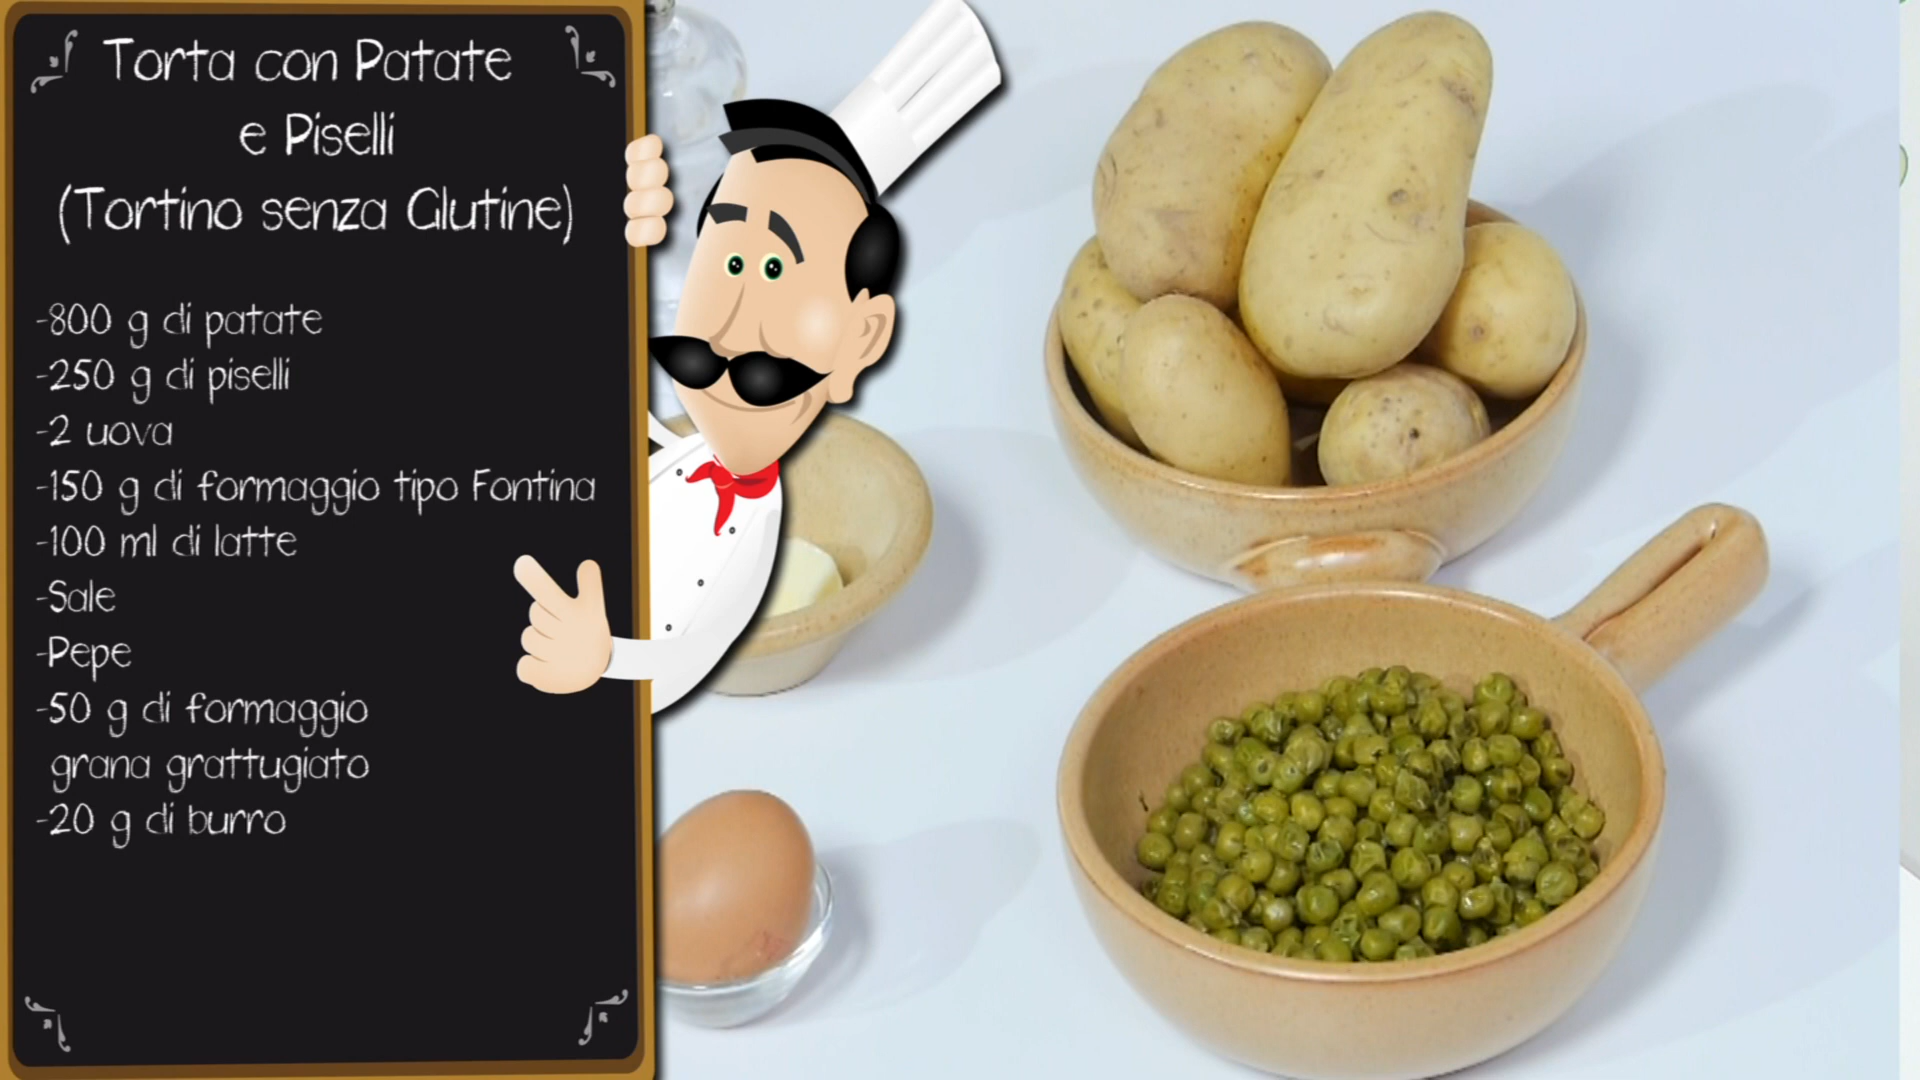 Torta con Patate
e Piselli
(Tortino senza Glutine)
-800 g di patate
-250 g di piselli
-2 uova
-150 g di formaggio tipo Fontina
-100 ml di latte
-Sale
-Pepe
-50 g di formaggio
grana grattugiato
-20 g di burro